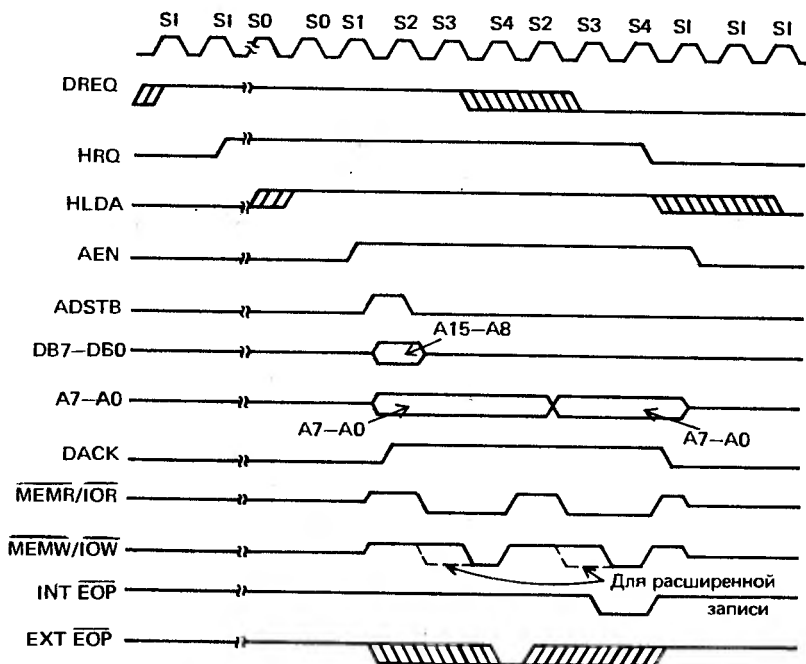 SI SI S0 S0 S1 S2 S3 S4 S2 S3 S4 SI SI SI
DREQ
HRQ
HLDA
AEN
ADSTB
DB7–DB0
A15–A8
A7–A0
A7–A0
A7–A0
DACK
MEMR/IOR
MEMW/IOW
Для расширенной
записи
INT EOP
EXT EOP